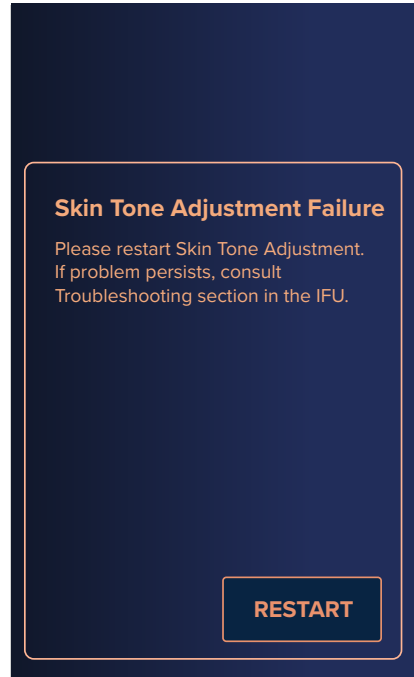 Skin Tone Adjustment Failure
Please restart Skin Tone Adjustment.
If problem persists, consult
Troubleshooting section in the IFU.
RESTART